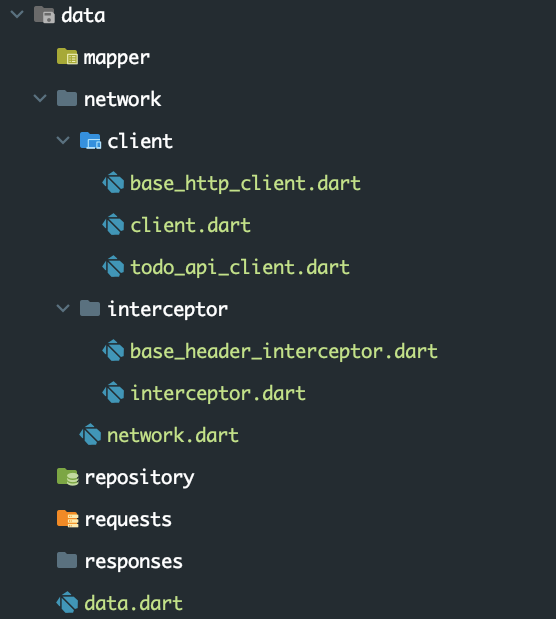 data
mapper
network
client
base_http_client.dart
client.dart
todo_api_client.dart
interceptor
base_header_interceptor.dart
interceptor.dart
network.dart
repository
requests
responses
data.dart